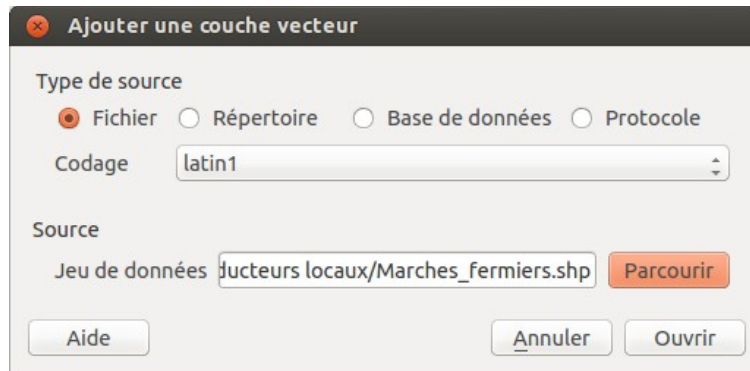 Ajouter une couche vecteur
Type de source
Fichier Répertoire Base de données Protocole
Codage latin1
Source
Jeu de données ducteurs locaux/Marches_fermiers.shp Parcourir
Aide Annuler Ouvrir